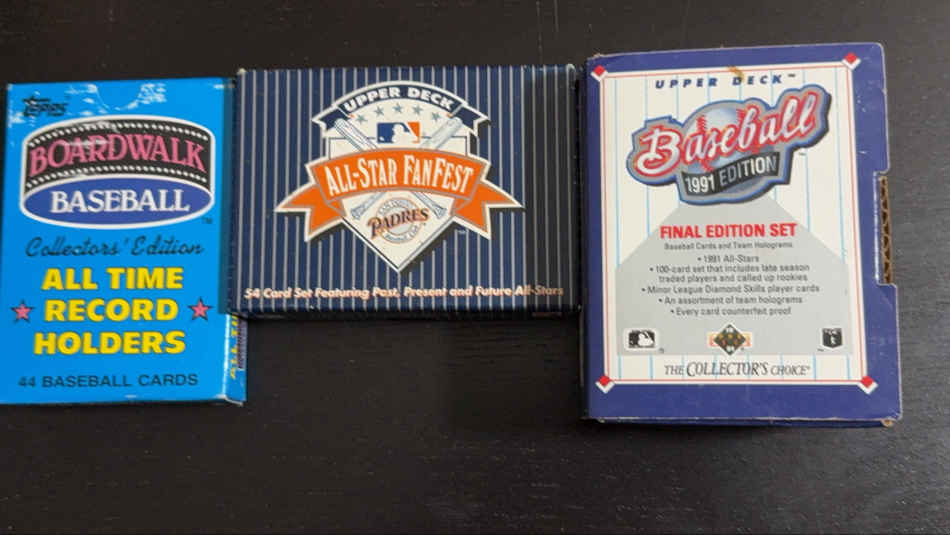 TOPPS
BOARDWALK
BASEBALL™
Collectors' Edition
ALL TIME
RECORD
HOLDERS
44 BASEBALL CARDS
UPPER DECK
ALL-STAR FANFEST
PADRES
54 Card Set Featuring Past, Present and Future All-Stars
UPPER DECK™
Baseball
1991 EDITION
FINAL EDITION SET
Baseball Cards and Team Holograms
• 1991 All-Stars
• 100-card set that includes late season
traded players and called up rookies
• Minor League Diamond Skills player cards
• An assortment of team holograms
• Every card counterfeit proof
THE COLLECTOR'S CHOICE®